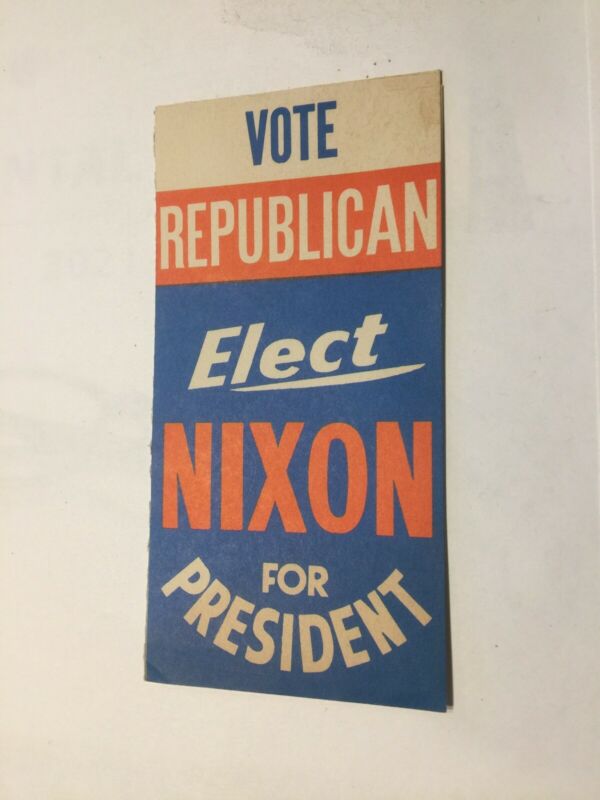 VOTE
REPUBLICAN
Elect
NIXON
FOR
PRESIDENT